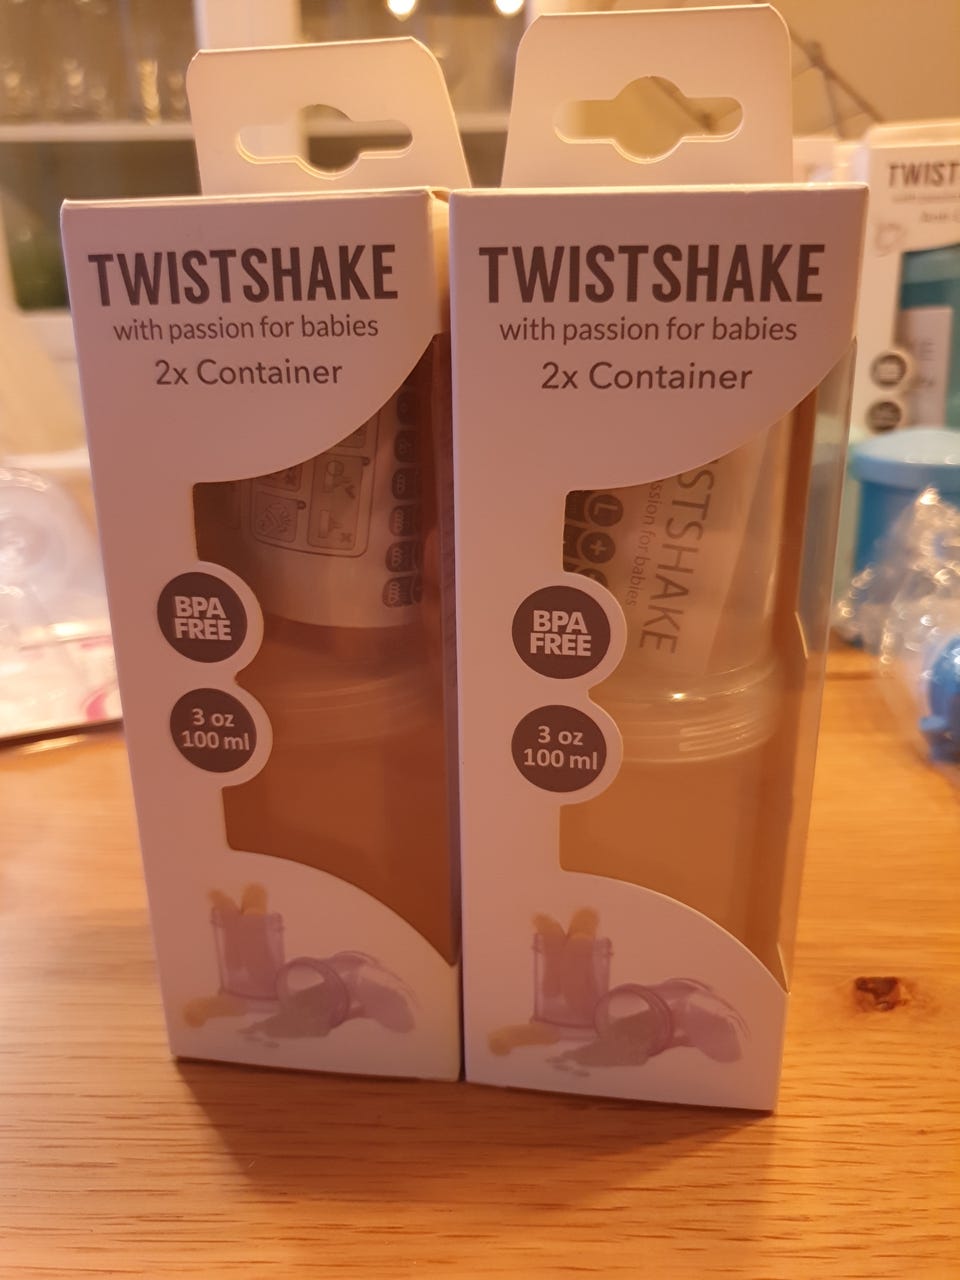 TWISTSHAKE
with passion for babies
2x Container
BPA
FREE
3 oz
100 ml
TWISTSHAKE
with passion for babies
2x Container
STSHAKE
ssion for babies
L
+
BPA
FREE
3 oz
100 ml
TWIST